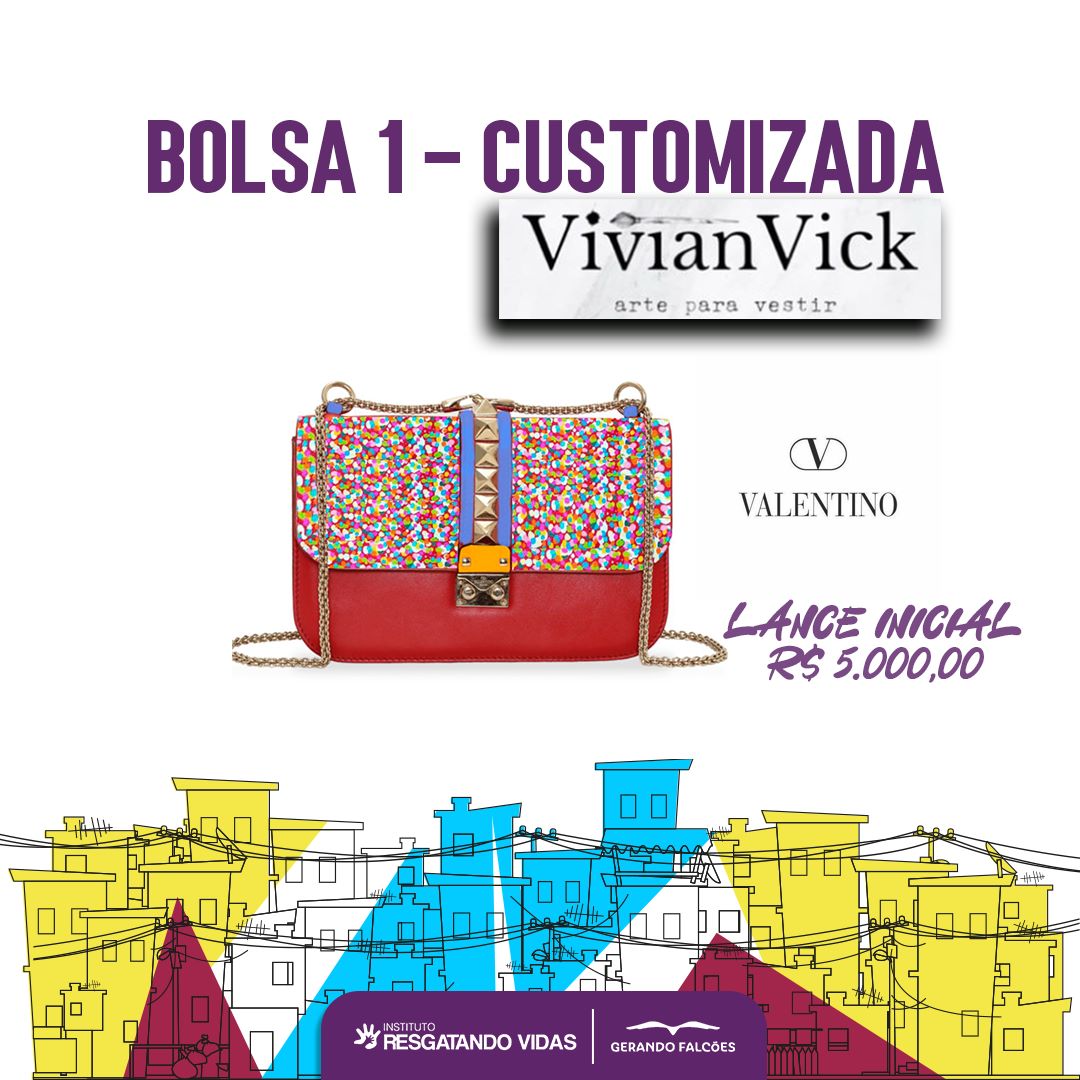 BOLSA 1 - CUSTOMIZADA
VivianVick
arte para vestir
V
VALENTINO
LANCE INICIAL
R$ 5.000,00
INSTITUTO
RESGATANDO VIDAS
GERANDO FALCÕES